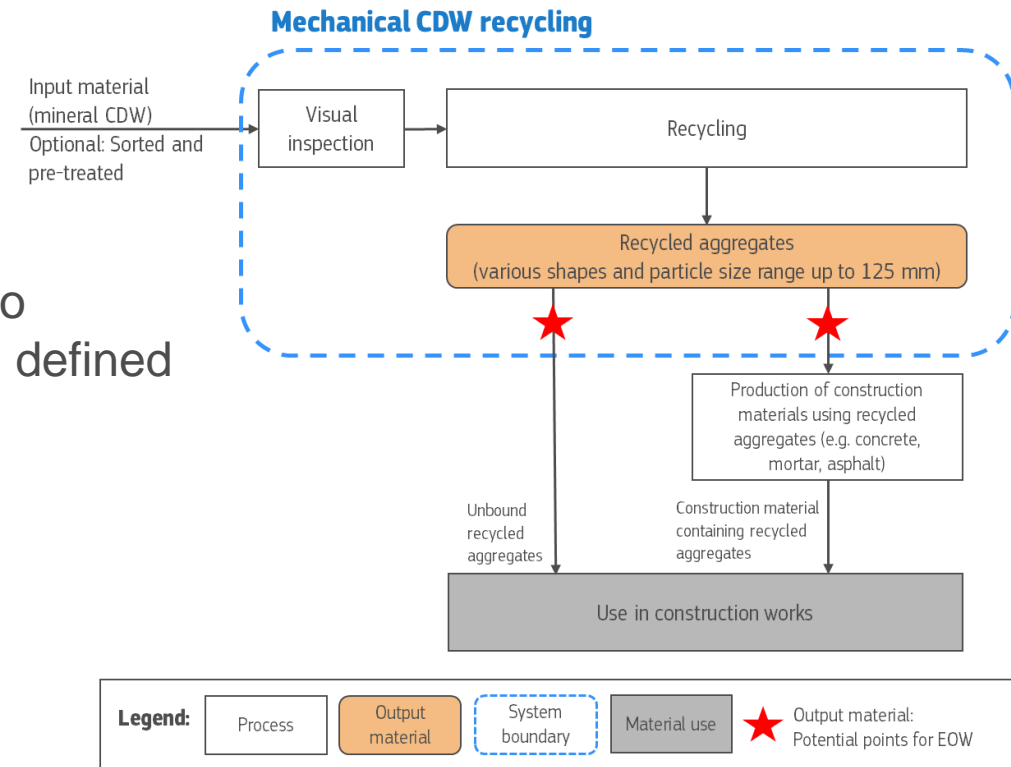 Mechanical CDW recycling
Input material
(mineral CDW)
Optional: Sorted and
pre-treated
Visual
inspection
Recycling
Recycled aggregates
(various shapes and particle size range up to 125 mm)
o
defined
Production of construction
materials using recycled
aggregates (e.g. concrete,
mortar, asphalt)
Unbound
recycled
aggregates
Construction material
containing recycled
aggregates
Use in construction works
Legend:
Process
Output
material
System
boundary
Material use
Output material:
Potential points for EOW